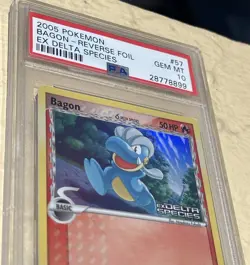 2005 POKEMON #57
BAGON-REVERSE FOIL GEM MT
EX DELTA SPECIES 10
28778899
Bagon 50 HP
BASIC
EX DELTA
SPECIES